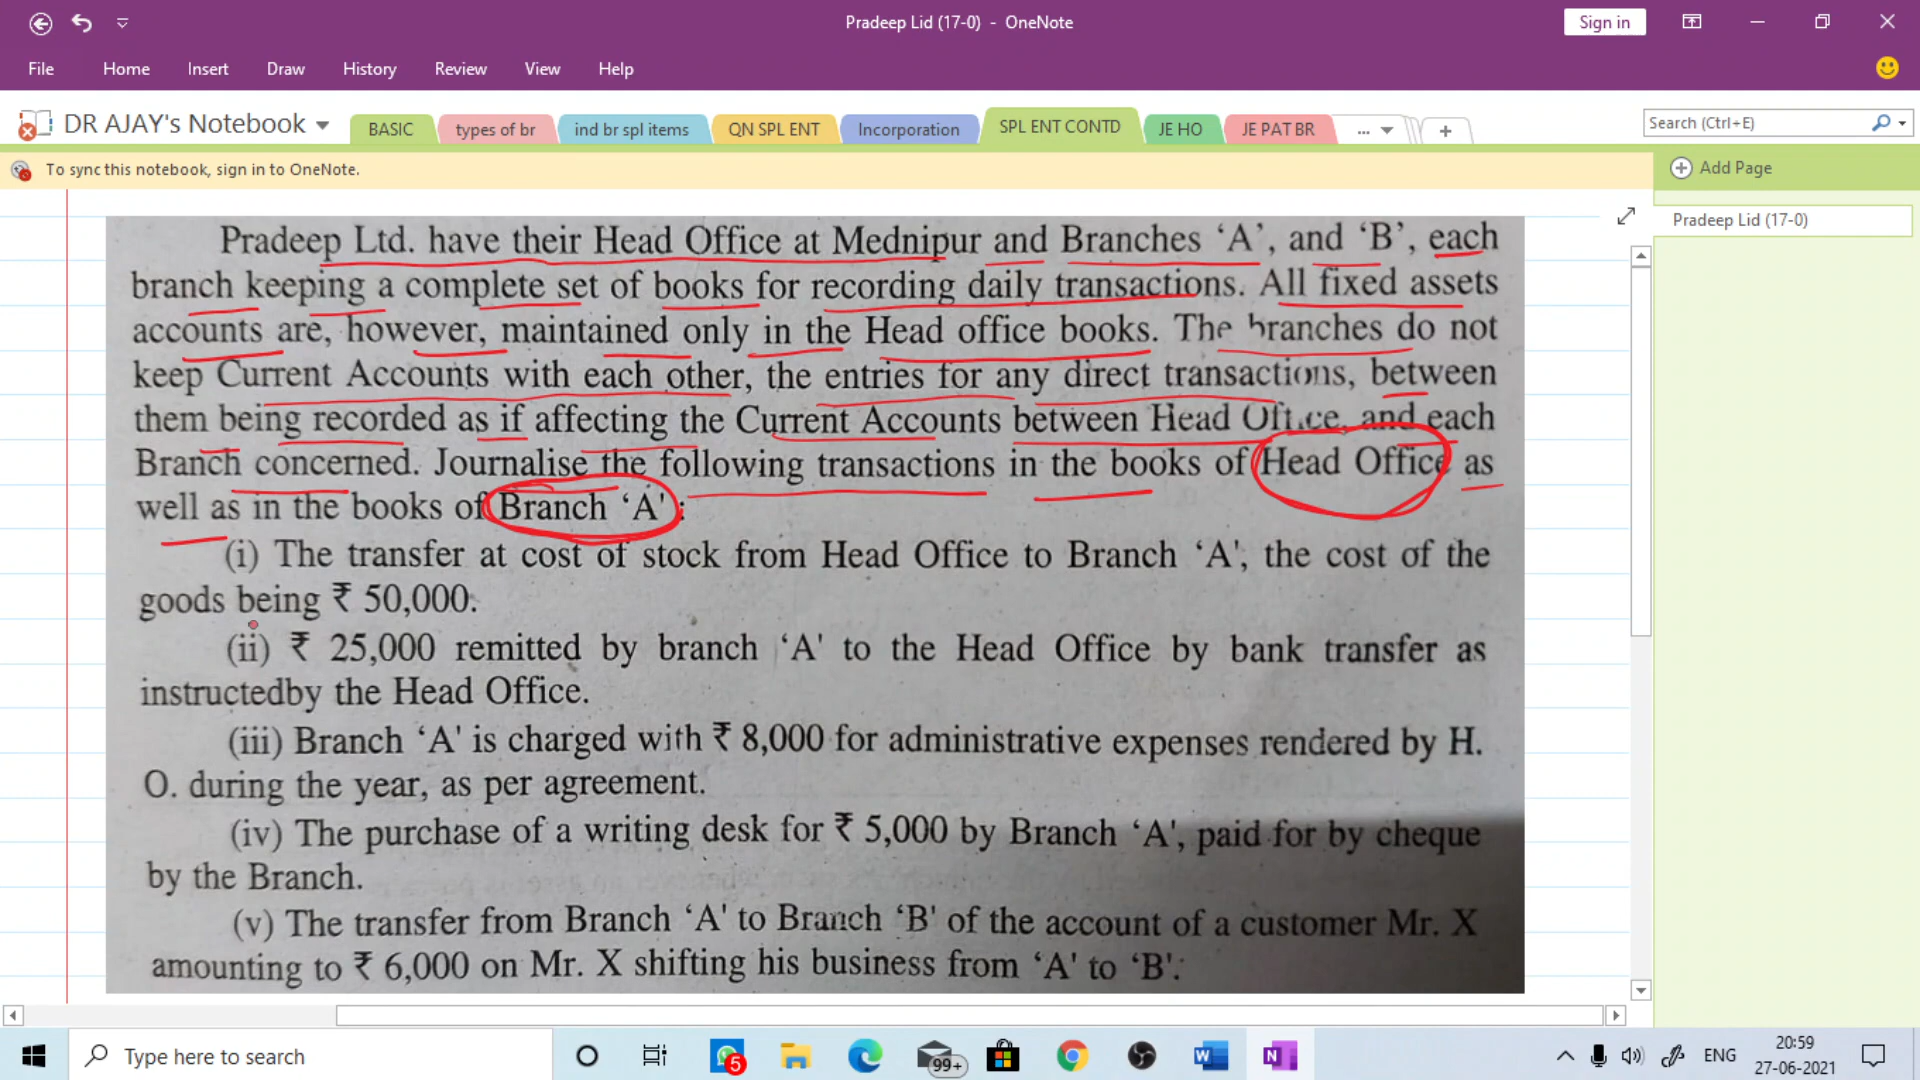 Pradeep Lid (17-0) - OneNote
Sign in
File Home Insert Draw History Review View Help
DR AJAY's Notebook
BASIC types of br ind br spl items QN SPL ENT Incorporation SPL ENT CONTD JE HO JE PAT BR ... +
Search (Ctrl+E)
To sync this notebook, sign in to OneNote.
Add Page
Pradeep Lid (17-0)
Pradeep Ltd. have their Head Office at Mednipur and Branches ‘A’, and ‘B’, each
branch keeping a complete set of books for recording daily transactions. All fixed assets
accounts are, however, maintained only in the Head office books. The branches do not
keep Current Accounts with each other, the entries for any direct transactions, between
them being recorded as if affecting the Current Accounts between Head Office, and each
Branch concerned. Journalise the following transactions in the books of Head Office as
well as in the books of Branch ‘A' :
(i) The transfer at cost of stock from Head Office to Branch ‘A', the cost of the
goods being ₹ 50,000.
(ii) ₹ 25,000 remitted by branch ‘A' to the Head Office by bank transfer as
instructedby the Head Office.
(iii) Branch ‘A' is charged with ₹ 8,000 for administrative expenses rendered by H.
O. during the year, as per agreement.
(iv) The purchase of a writing desk for ₹ 5,000 by Branch ‘A', paid for by cheque
by the Branch.
(v) The transfer from Branch ‘A' to Branch ‘B' of the account of a customer Mr. X
amounting to ₹ 6,000 on Mr. X shifting his business from ‘A' to ‘B'.
Type here to search
5
99+
W
N
ENG
20:59
27-06-2021